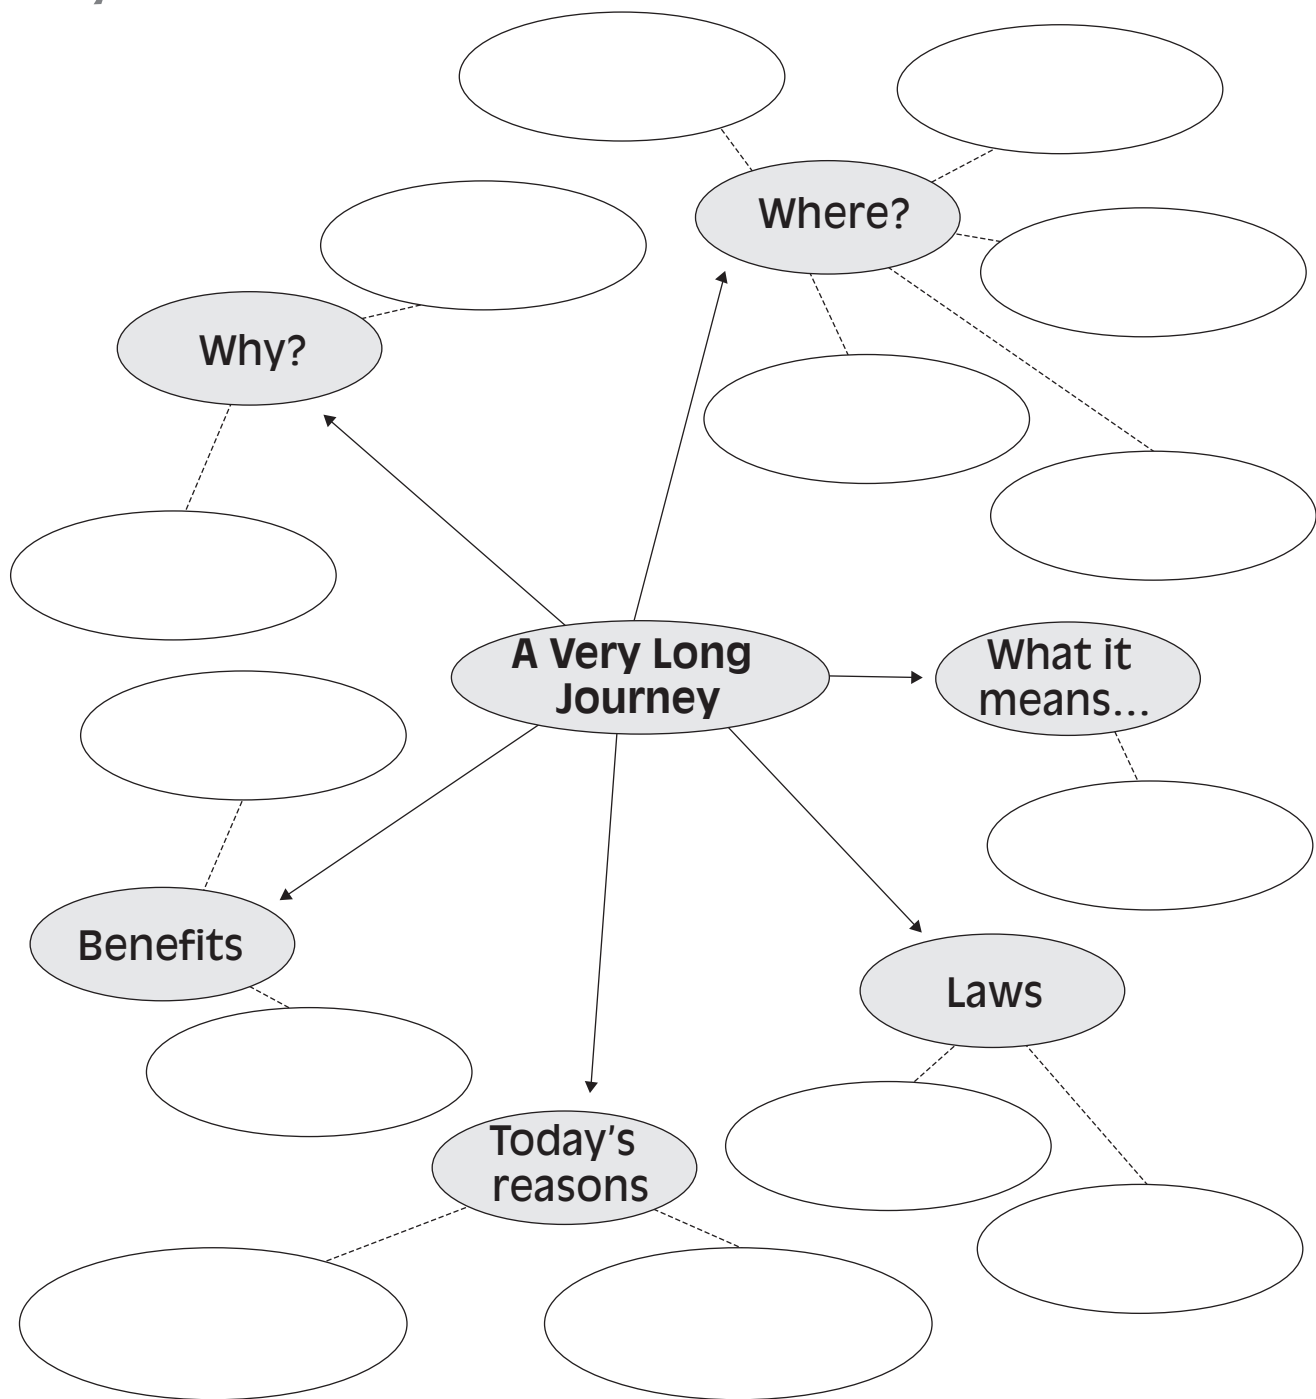 Where?
Why?
A Very Long
Journey
What it
means...
Benefits
Laws
Today's
reasons